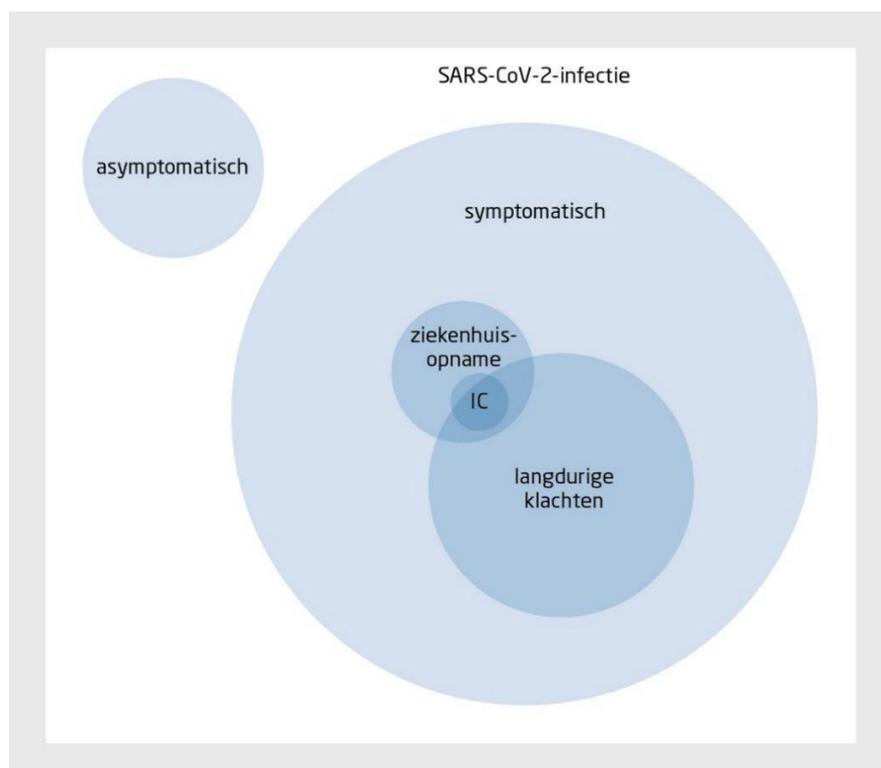 SARS-CoV-2-infectie
asymptomatisch
symptomatisch
ziekenhuis-
opname
IC
langdurige
klachten